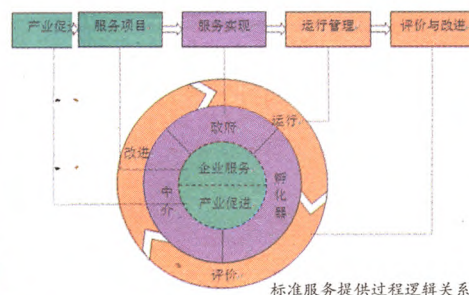 产业促
服务项目
服务实现
运行管理
评价与改进
政府
运行
改进
企业服务
中介
孵化器
产业促进
评价
标准服务提供过程逻辑关系